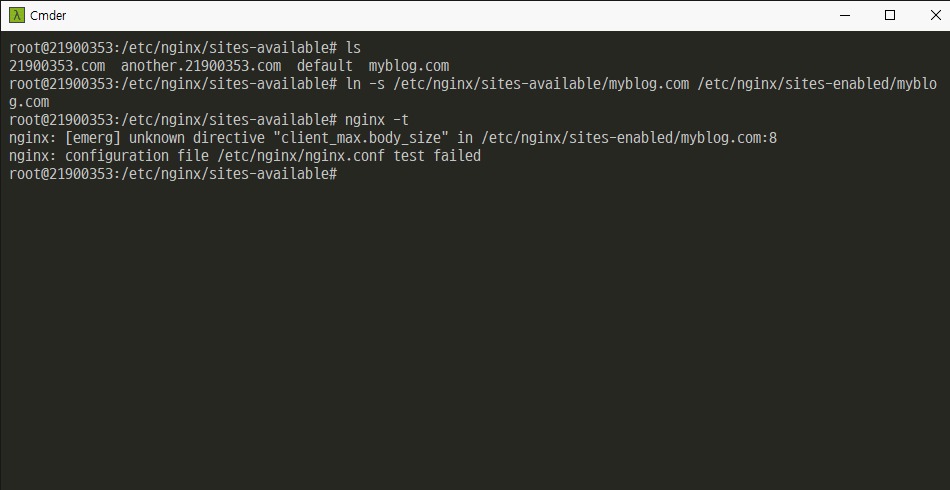 Cmder
root@21900353:/etc/nginx/sites-available# ls
21900353.com  another.21900353.com  default  myblog.com
root@21900353:/etc/nginx/sites-available# ln -s /etc/nginx/sites-available/myblog.com /etc/nginx/sites-enabled/myblo
g.com
root@21900353:/etc/nginx/sites-available# nginx -t
nginx: [emerg] unknown directive "client_max.body_size" in /etc/nginx/sites-enabled/myblog.com:8
nginx: configuration file /etc/nginx/nginx.conf test failed
root@21900353:/etc/nginx/sites-available#